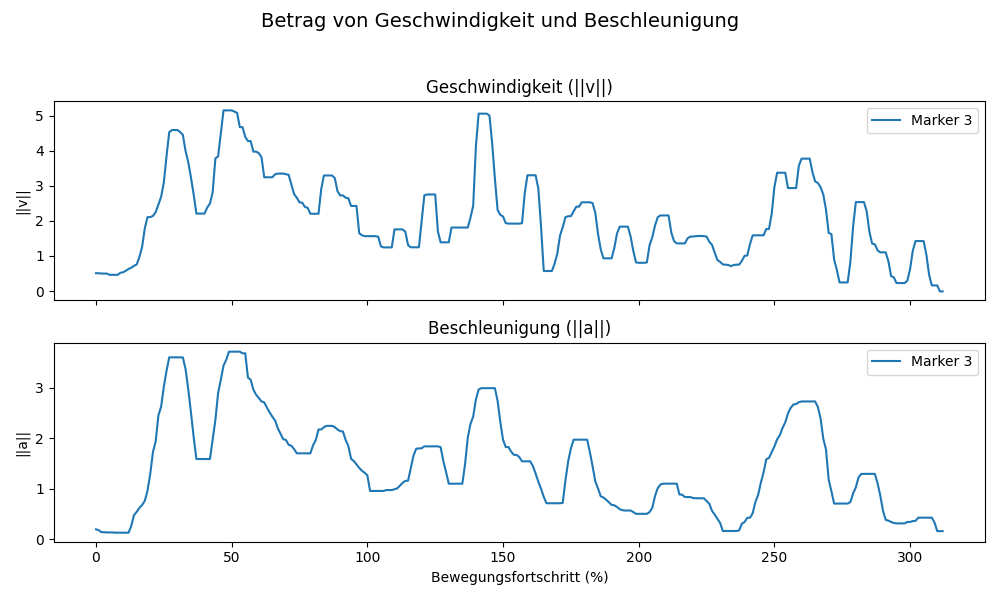 Betrag von Geschwindigkeit und Beschleunigung
Geschwindigkeit (||v||)
Marker 3
||v||
5
4
3
2
1
0
Beschleunigung (||a||)
Marker 3
||a||
3
2
1
0
0 50 100 150 200 250 300
Bewegungsfortschritt (%)